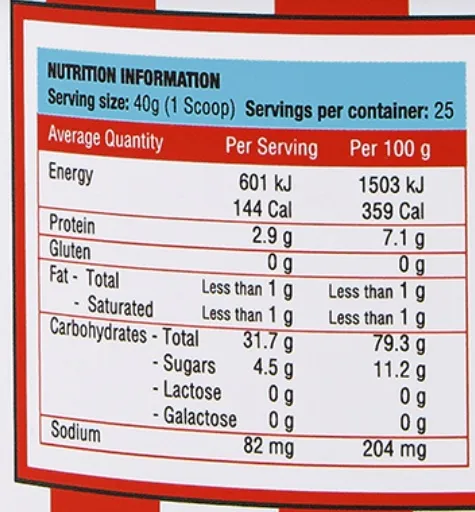 NUTRITION INFORMATION
Serving size: 40g (1 Scoop) Servings per container: 25
Average Quantity Per Serving Per 100 g
Energy 601 kJ 1503 kJ
144 Cal 359 Cal
Protein 2.9 g 7.1 g
Gluten 0 g 0 g
Fat - Total Less than 1 g Less than 1 g
- Saturated Less than 1 g Less than 1 g
Carbohydrates - Total 31.7 g 79.3 g
- Sugars 4.5 g 11.2 g
- Lactose 0 g 0 g
- Galactose 0 g 0 g
Sodium 82 mg 204 mg